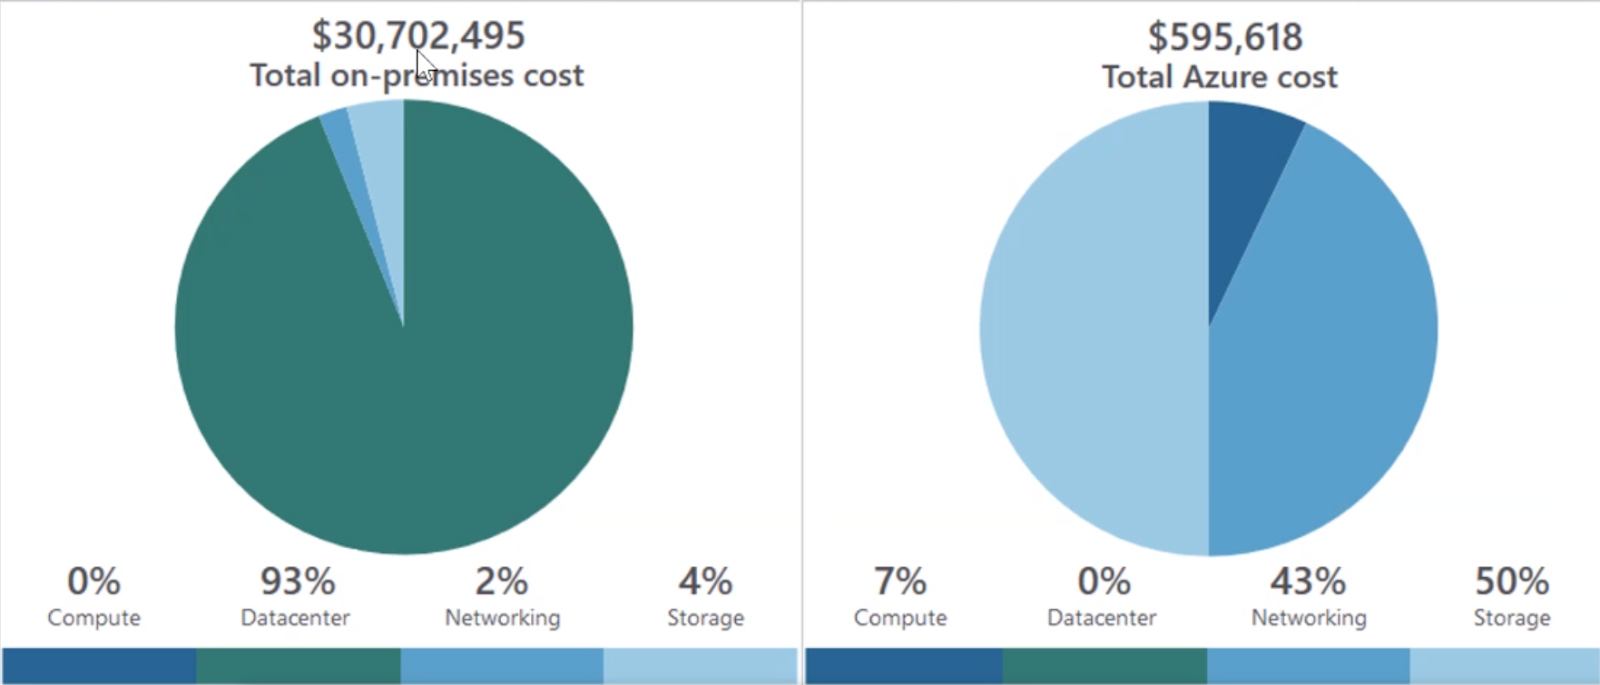 $30,702,495
Total on-premises cost
0% 93% 2% 4%
Compute Datacenter Networking Storage
$595,618
Total Azure cost
7% 0% 43% 50%
Compute Datacenter Networking Storage